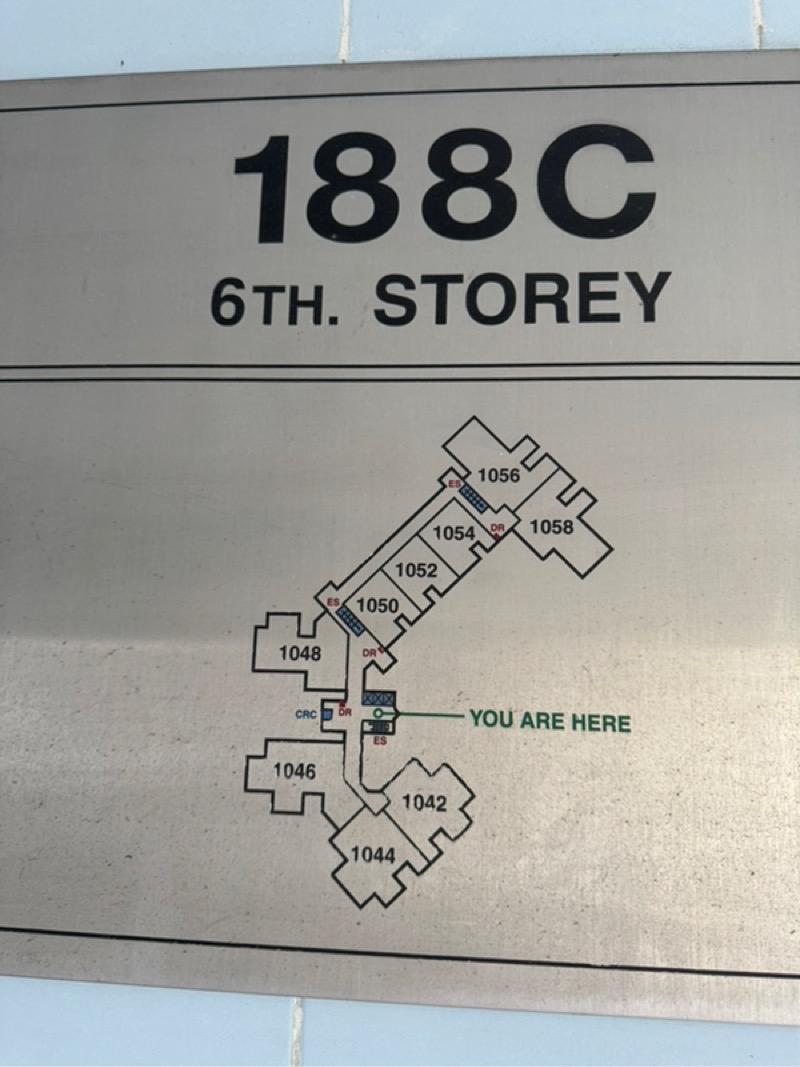 188C
6TH. STOREY
1056
ES
1058
DR
1054
1052
ES
1050
1048
DR
CRC
DR
YOU ARE HERE
ES
1046
1042
1044